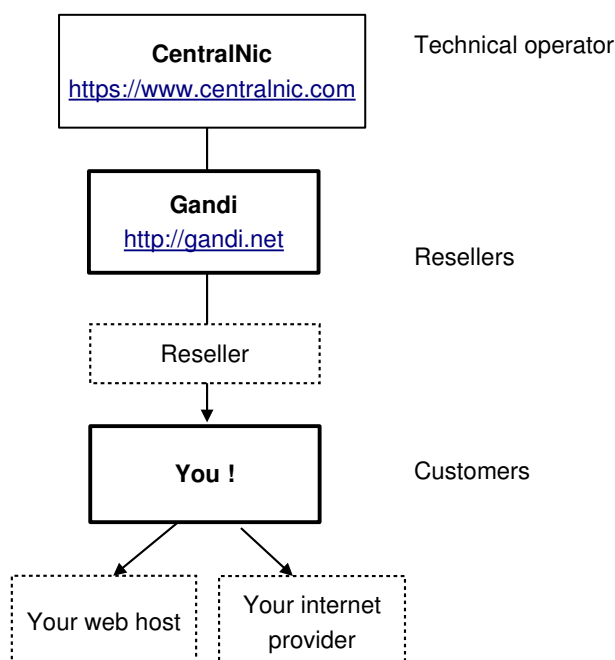 CentralNic
https://www.centralnic.com
Technical operator
Gandi
http://gandi.net
Resellers
Reseller
You !
Customers
Your web host
Your internet
provider